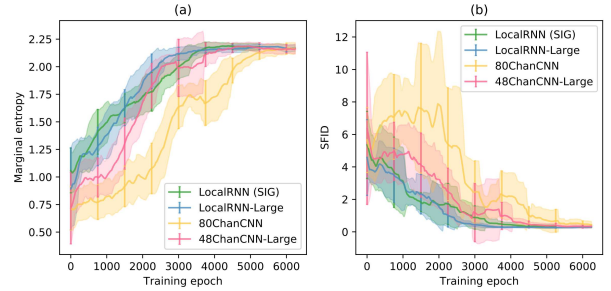 (a)
Marginal entropy
2.25
2.00
1.75
1.50
1.25
1.00
0.75
0.50
0 1000 2000 3000 4000 5000 6000
Training epoch
LocalRNN (SIG)
LocalRNN-Large
80ChanCNN
48ChanCNN-Large
(b)
SFID
12
10
8
6
4
2
0
0 1000 2000 3000 4000 5000 6000
Training epoch
LocalRNN (SIG)
LocalRNN-Large
80ChanCNN
48ChanCNN-Large